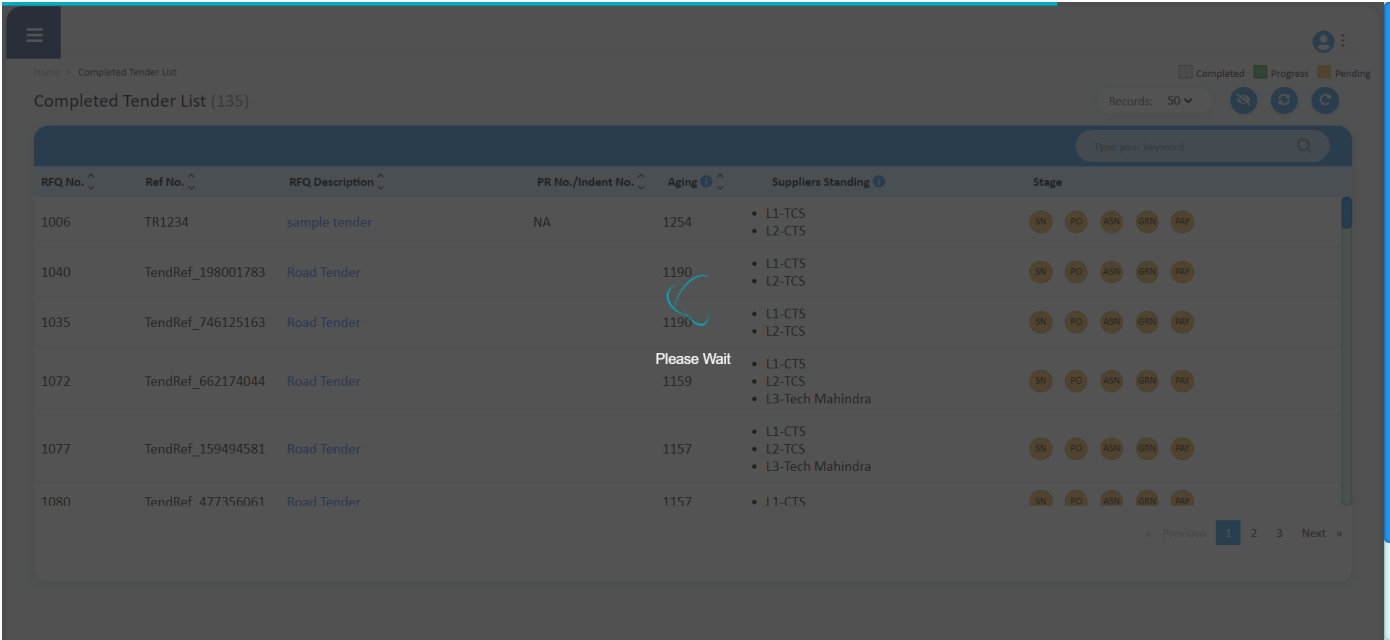 Home > Completed Tender List
Completed Progress Pending
Completed Tender List (135)
Records: 50
Type your keyword
RFQ No. Ref No. RFQ Description PR No./Indent No. Aging Suppliers Standing Stage
1006 TR1234 sample tender NA 1254 • L1-TCS SN PO ASN GRN PAY
• L2-CTS
1040 TendRef_198001783 Road Tender 1190 • L1-CTS SN PO ASN GRN PAY
• L2-TCS
1035 TendRef_746125163 Road Tender 1190 • L1-CTS SN PO ASN GRN PAY
• L2-TCS
Please Wait
1072 TendRef_662174044 Road Tender 1159 • L1-CTS SN PO ASN GRN PAY
• L2-TCS
• L3-Tech Mahindra
1077 TendRef_159494581 Road Tender 1157 • L1-CTS SN PO ASN GRN PAY
• L2-TCS
• L3-Tech Mahindra
1080 TendRef_477356061 Road Tender 1157 • L1-CTS SN PO ASN GRN PAY
« Previous 1 2 3 Next »